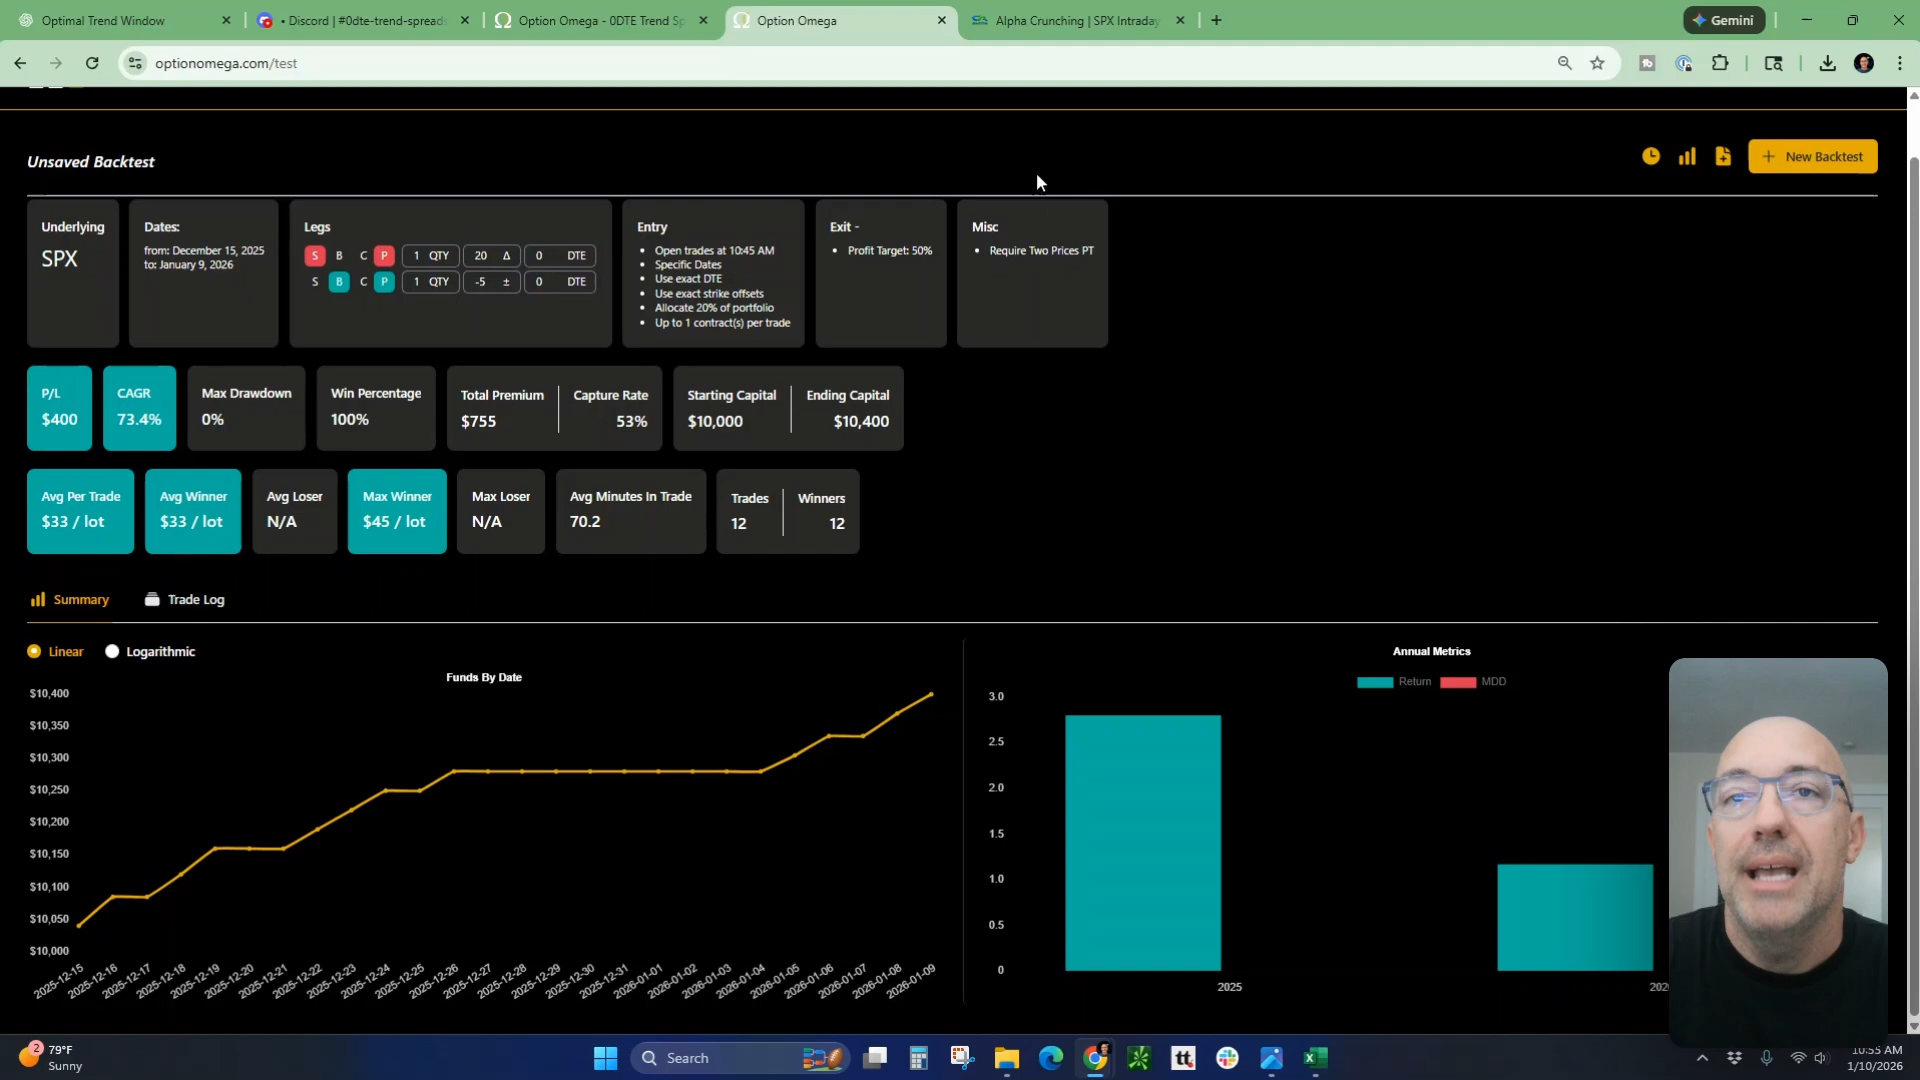 Optimal Trend Window
• Discord | #0dte-trend-spreads
Option Omega - 0DTE Trend Sp
Option Omega
Alpha Crunching | SPX Intraday
Gemini
optionomega.com/test
Unsaved Backtest
New Backtest
Underlying
SPX
Dates:
from: December 15, 2025
to: January 9, 2026
Legs
S B C P 1 QTY 20 Δ 0 DTE
S B C P 1 QTY -5 ± 0 DTE
Entry
• Open trades at 10:45 AM
• Specific Dates
• Use exact DTE
• Use exact strike offsets
• Allocate 20% of portfolio
• Up to 1 contract(s) per trade
Exit -
• Profit Target: 50%
Misc
• Require Two Prices PT
P/L
$400
CAGR
73.4%
Max Drawdown
0%
Win Percentage
100%
Total Premium
$755
Capture Rate
53%
Starting Capital
$10,000
Ending Capital
$10,400
Avg Per Trade
$33 / lot
Avg Winner
$33 / lot
Avg Loser
N/A
Max Winner
$45 / lot
Max Loser
N/A
Avg Minutes In Trade
70.2
Trades
12
Winners
12
Summary
Trade Log
Linear
Logarithmic
Funds By Date
$10,400
$10,350
$10,300
$10,250
$10,200
$10,150
$10,100
$10,050
$10,000
2025-12-15
2025-12-16
2025-12-17
2025-12-18
2025-12-19
2025-12-20
2025-12-21
2025-12-22
2025-12-23
2025-12-24
2025-12-25
2025-12-26
2025-12-27
2025-12-28
2025-12-29
2025-12-30
2025-12-31
2026-01-01
2026-01-02
2026-01-03
2026-01-04
2026-01-05
2026-01-06
2026-01-07
2026-01-08
2026-01-09
Annual Metrics
Return
MDD
3.0
2.5
2.0
1.5
1.0
0.5
0
2025
202
2
79°F
Sunny
Search
tt
10:55 AM
1/10/2026